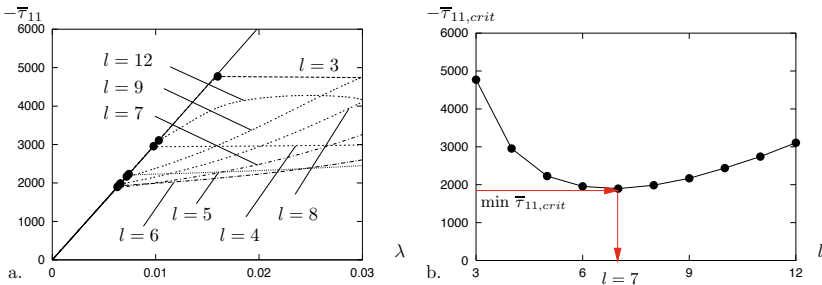 −τ̅₁₁
6000
5000
4000
3000
2000
1000
0
l = 12
l = 9
l = 7
l = 3
l = 6
l = 5
l = 4
l = 8
0 0.01 0.02 0.03
λ
a.
−τ̅₁₁,crit
6000
5000
4000
3000
2000
1000
0
min τ̅₁₁,crit
3 6 9 12
l = 7
l
b.